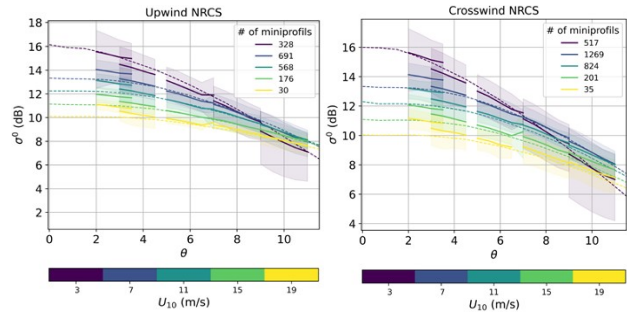 Upwind NRCS
18
16
14
12
10
8
6
4
2
σ⁰ (dB)
# of miniprofils
328
691
568
176
30
0 2 4 6 8 10
θ
3 7 11 15 19
U₁₀ (m/s)
Crosswind NRCS
16
14
12
10
8
6
4
σ⁰ (dB)
# of miniprofils
517
1269
824
201
35
0 2 4 6 8 10
θ
3 7 11 15 19
U₁₀ (m/s)